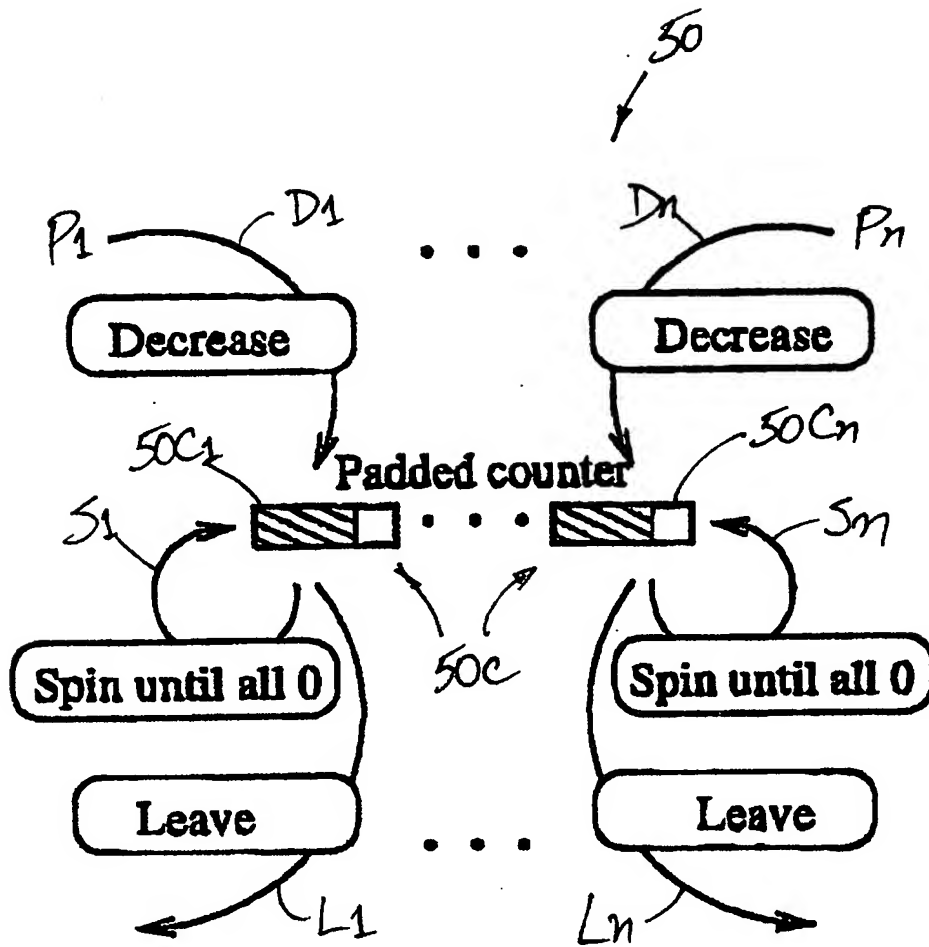 50
P1 D1 Dn Pn
Decrease Decrease
50C1 50Cn
Padded counter
S1 Sn
50C
Spin until all 0 Spin until all 0
Leave Leave
L1 Ln